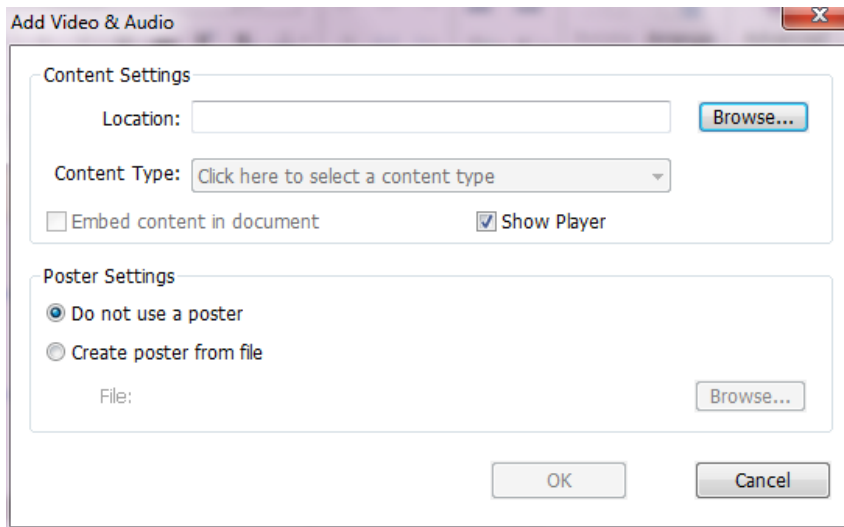 Add Video & Audio
X
Content Settings
Location:
Browse...
Content Type: Click here to select a content type
Embed content in document
Show Player
Poster Settings
Do not use a poster
Create poster from file
File:
Browse...
OK
Cancel